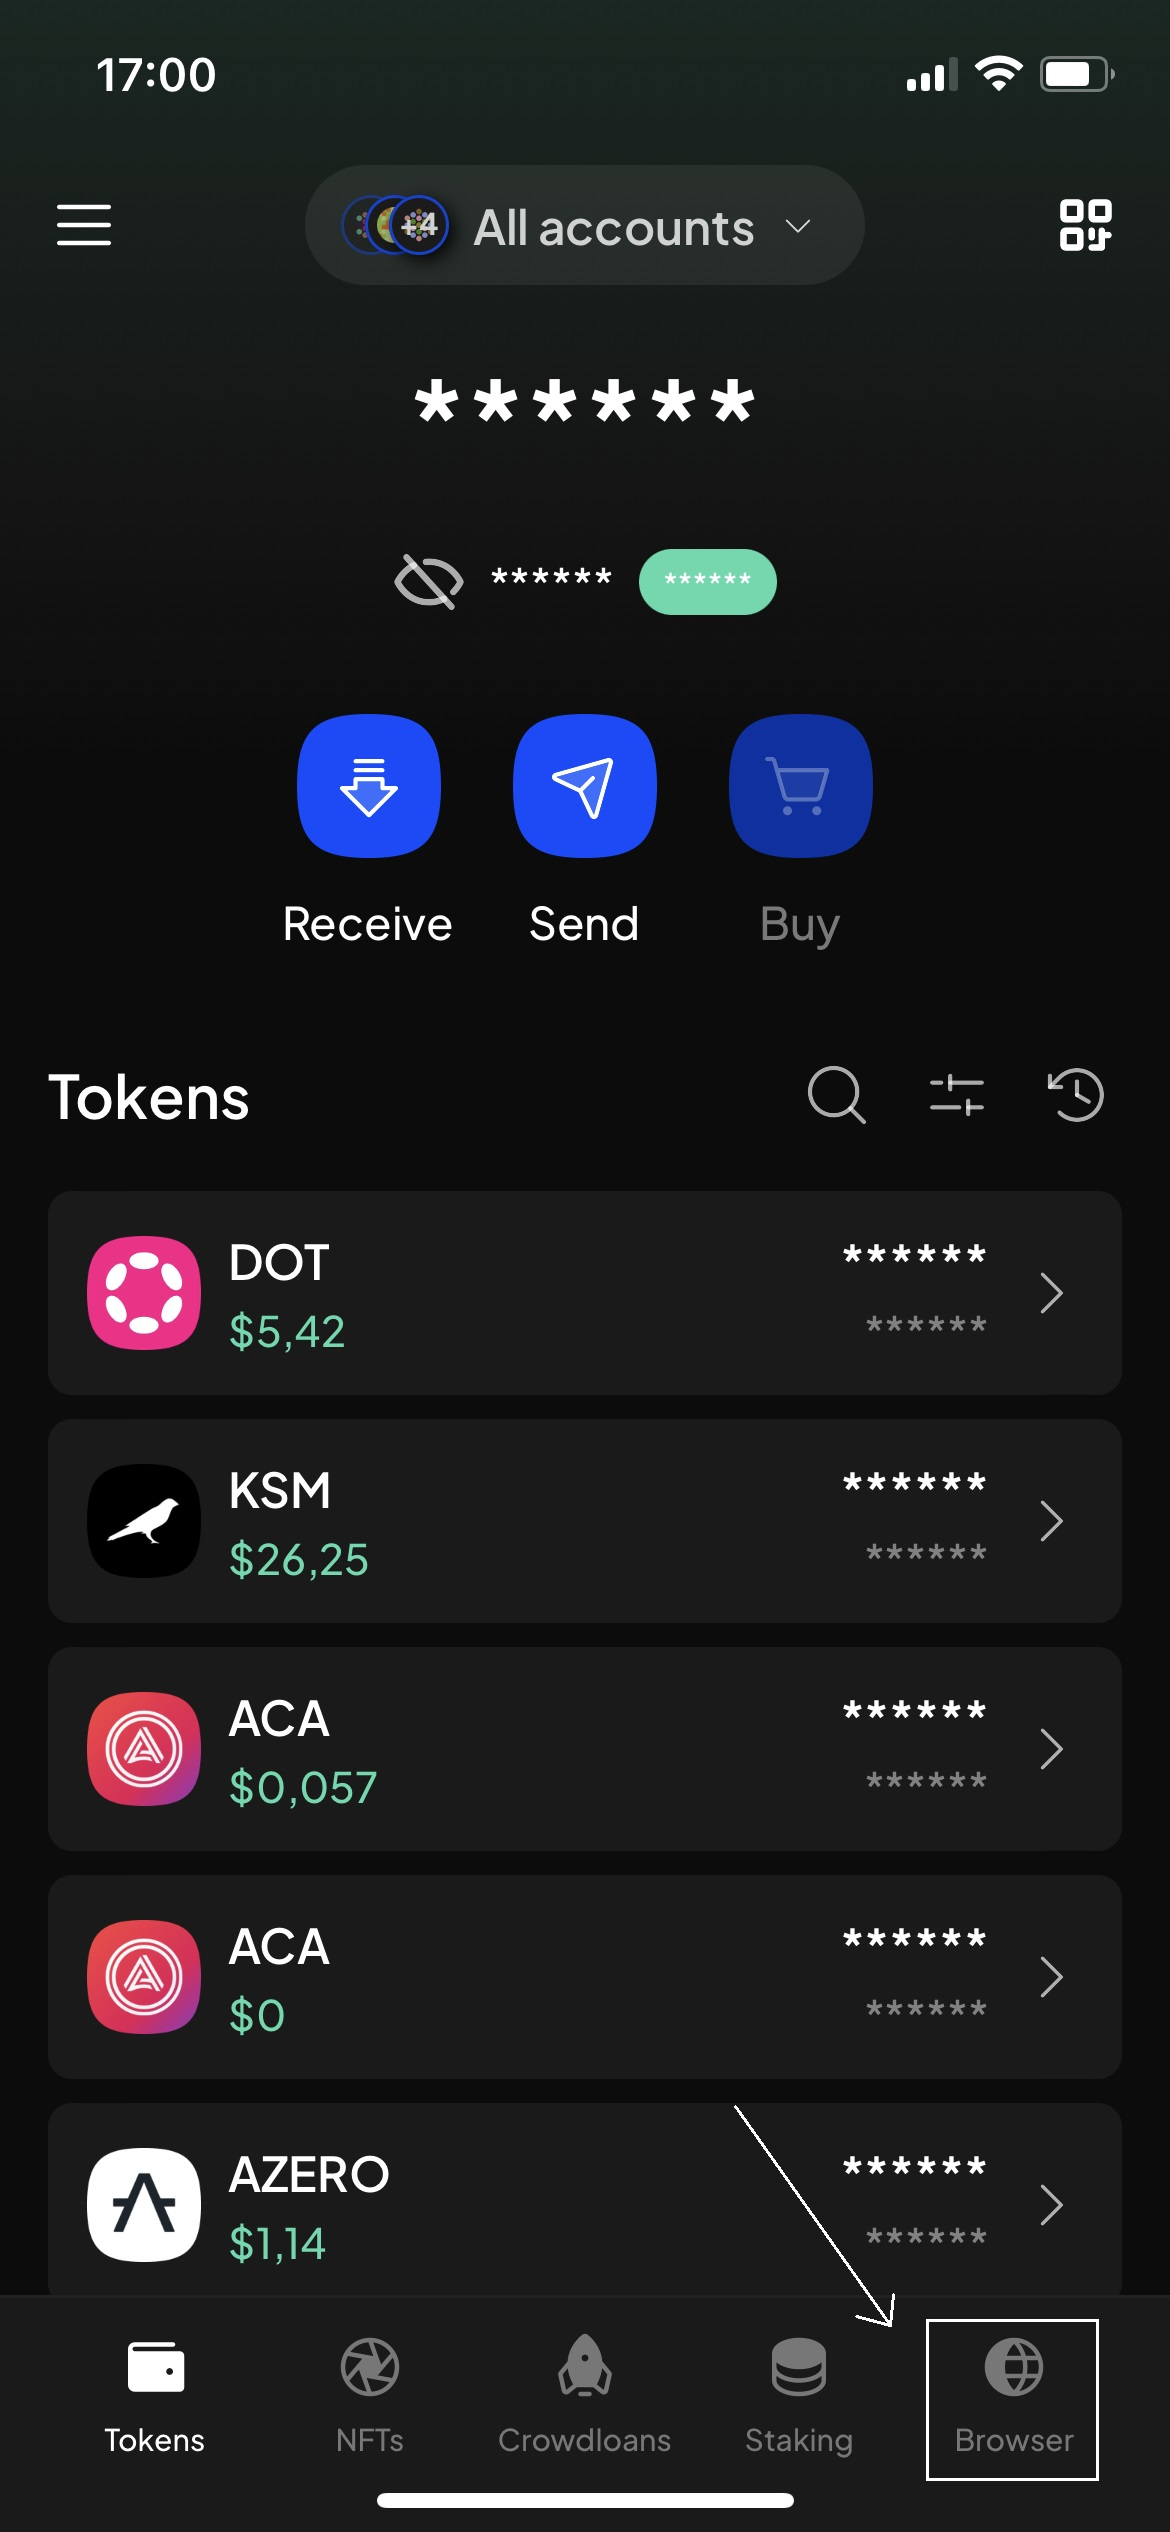 17:00
+4 All accounts
******
****** ******
Receive Send Buy
Tokens
DOT ******
$5,42 ******
KSM ******
$26,25 ******
ACA ******
$0,057 ******
ACA ******
$0 ******
AZERO ******
$1,14 ******
Tokens NFTs Crowdloans Staking Browser